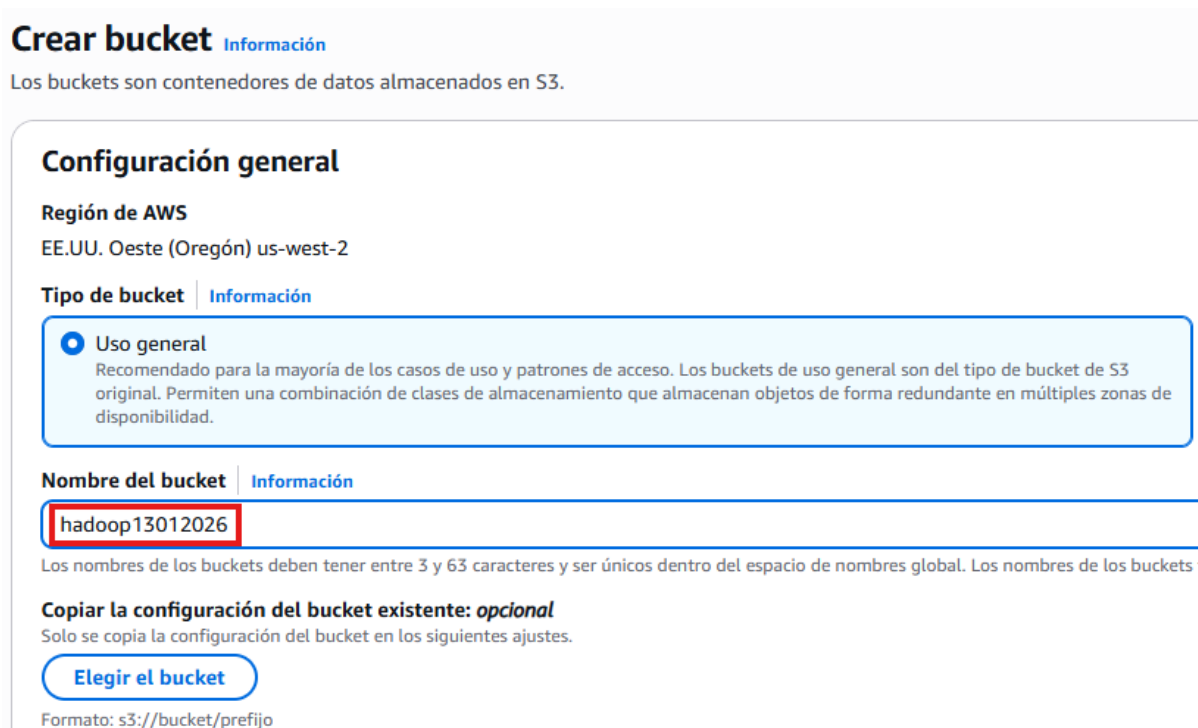 Crear bucket Información
Los buckets son contenedores de datos almacenados en S3.
Configuración general
Región de AWS
EE.UU. Oeste (Oregón) us-west-2
Tipo de bucket Información
Uso general
Recomendado para la mayoría de los casos de uso y patrones de acceso. Los buckets de uso general son del tipo de bucket de S3
original. Permiten una combinación de clases de almacenamiento que almacenan objetos de forma redundante en múltiples zonas de
disponibilidad.
Nombre del bucket Información
hadoop13012026
Los nombres de los buckets deben tener entre 3 y 63 caracteres y ser únicos dentro del espacio de nombres global. Los nombres de los buckets
Copiar la configuración del bucket existente: opcional
Solo se copia la configuración del bucket en los siguientes ajustes.
Elegir el bucket
Formato: s3://bucket/prefijo